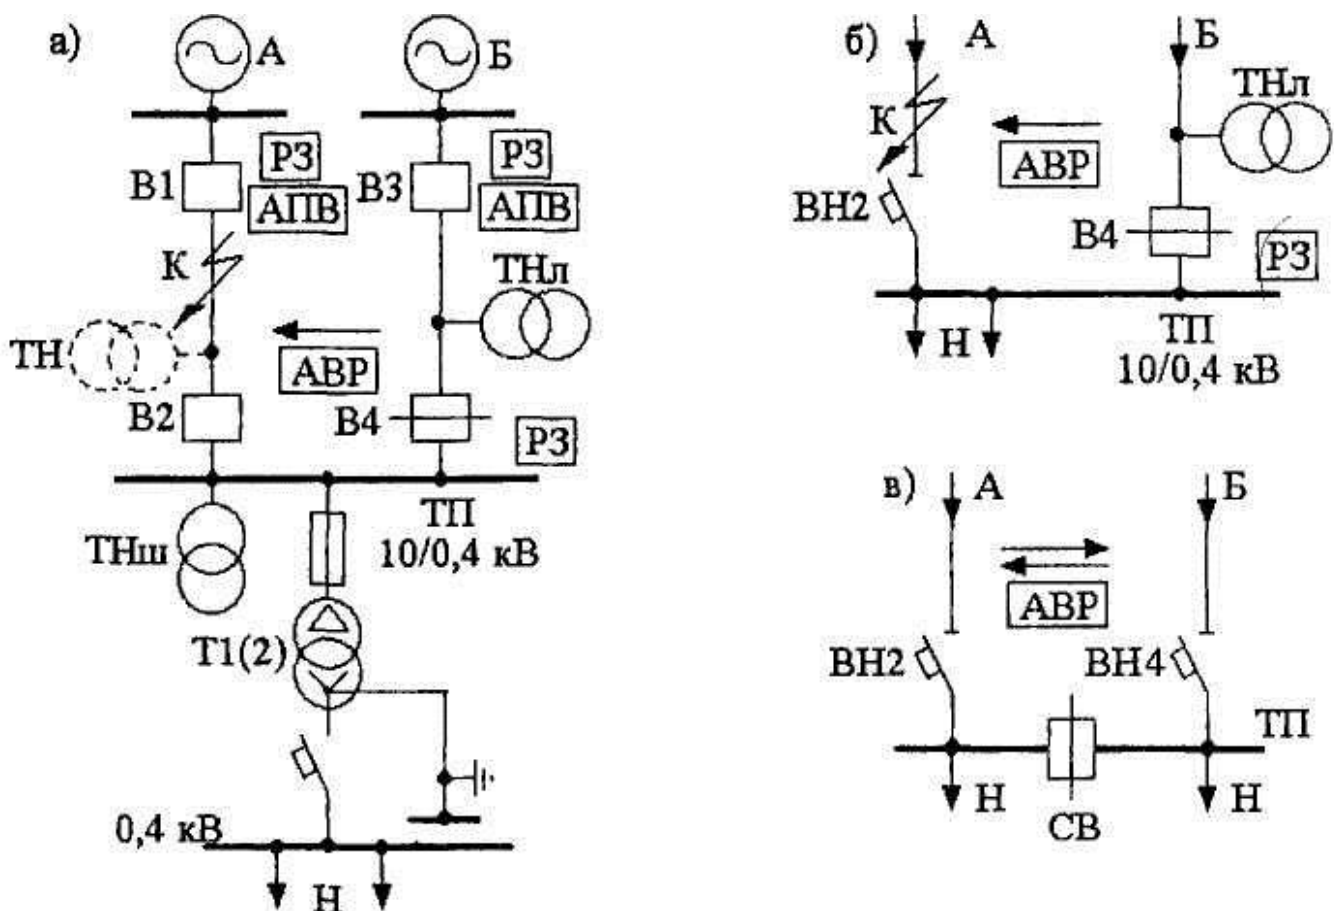 а)
А
Б
В1
РЗ
АПВ
В3
РЗ
АПВ
К
ТНл
ТН
АВР
В2
В4
РЗ
ТНш
ТП
10/0,4 кВ
Т1(2)
0,4 кВ
Н
б)
А
Б
ТНл
К
АВР
ВН2
В4
РЗ
Н
ТП
10/0,4 кВ
в)
А
Б
АВР
ВН2
ВН4
ТП
Н
Н
СВ